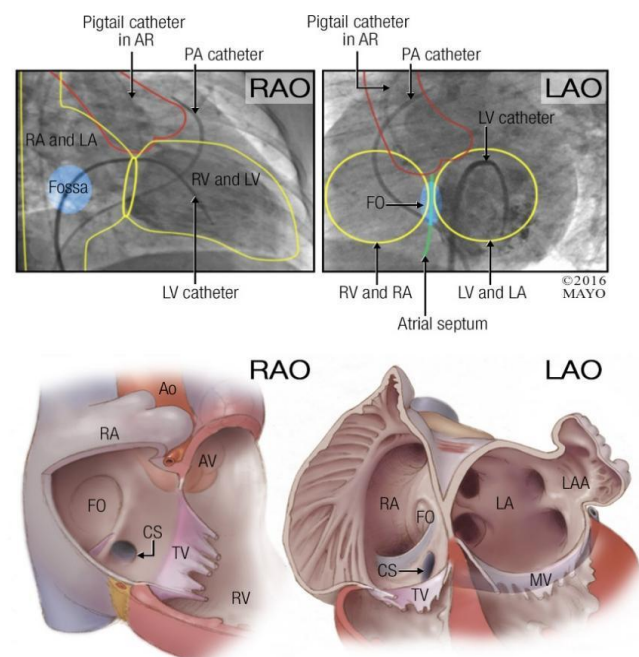 Pigtail catheter
in AR
PA catheter
Pigtail catheter
in AR
PA catheter
RAO
LAO
LV catheter
RA and LA
RV and LV
Fossa
FO
LV catheter
RV and RA
LV and LA
Atrial septum
©2016
MAYO
RAO
LAO
Ao
RA
AV
FO
CS
TV
RV
RA
FO
CS
TV
LA
LAA
MV